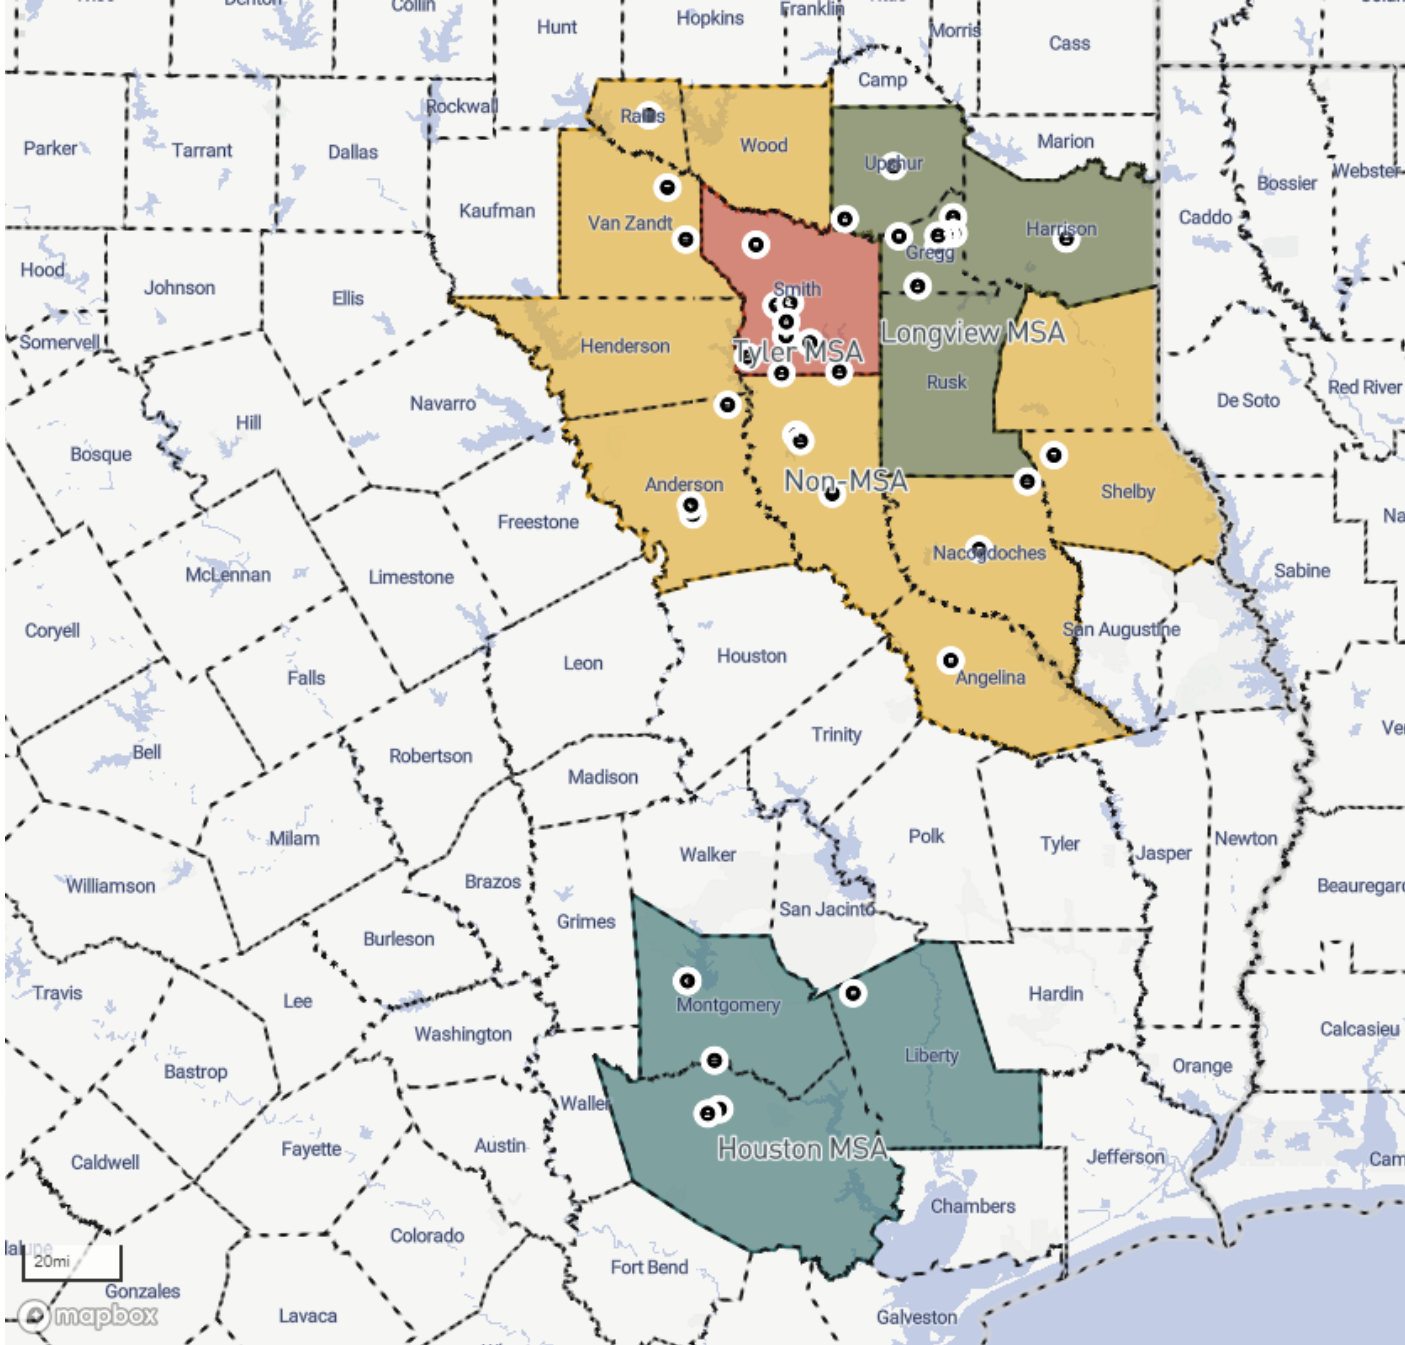 Denton
Collin
Hunt
Hopkins
Franklin
Morris
Cass
Camp
Rockwall
Rains
Wood
Upshur
Marion
Parker
Tarrant
Dallas
Kaufman
Van Zandt
Harrison
Caddo
Bossier
Webster
Gregg
Hood
Johnson
Ellis
Smith
Somervell
Henderson
Tyler MSA
Longview MSA
Rusk
De Soto
Red River
Navarro
Hill
Bosque
Anderson
Non-MSA
Shelby
Freestone
Nacogdoches
Na
McLennan
Limestone
Sabine
Coryell
San Augustine
Falls
Leon
Houston
Angelina
Trinity
Ve
Bell
Robertson
Madison
Milam
Walker
Polk
Tyler
Jasper
Newton
Williamson
Brazos
San Jacinto
Beauregard
Grimes
Burleson
Travis
Lee
Montgomery
Hardin
Washington
Liberty
Calcasieu
Bastrop
Orange
Waller
Fayette
Austin
Houston MSA
Caldwell
Jefferson
Cam
Chambers
Colorado
20mi
Fort Bend
Gonzales
mapbox
Lavaca
Galveston